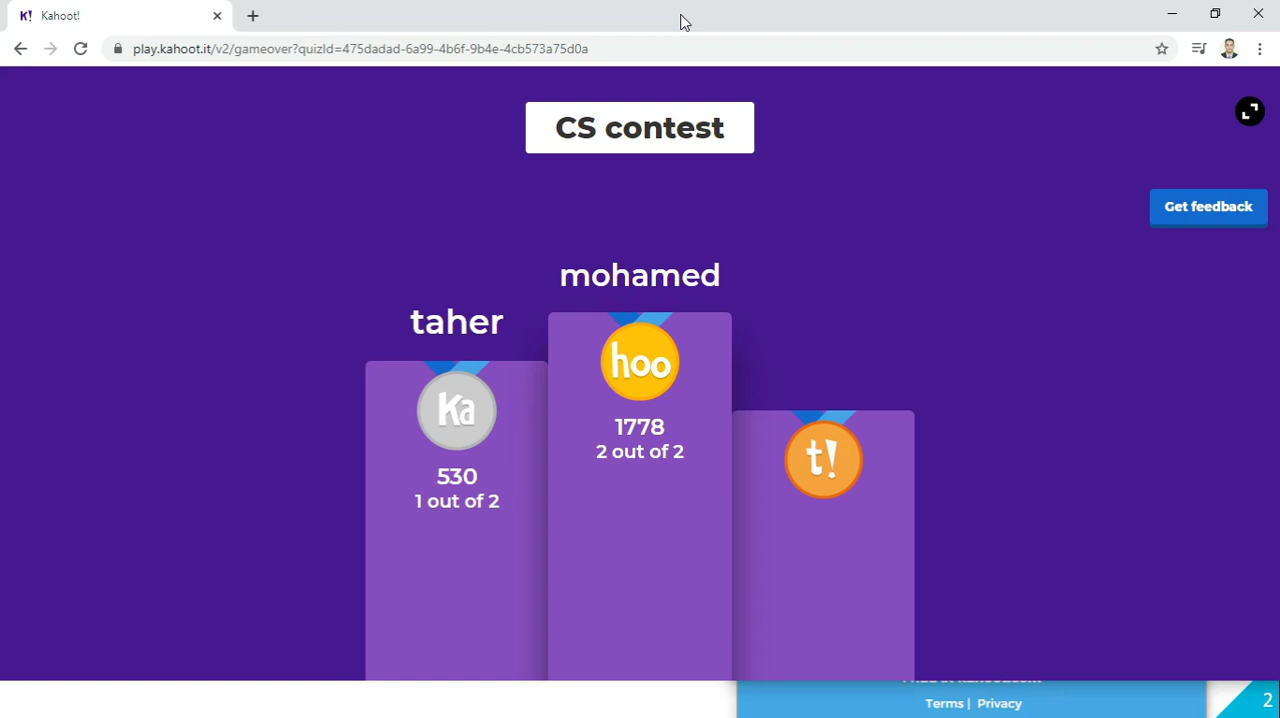 K! Kahoot!
play.kahoot.it/v2/gameover?quizId=475dadad-6a99-4b6f-9b4e-4cb573a75d0a
CS contest
Get feedback
mohamed
taher
hoo
Ka
1778
2 out of 2
t!
530
1 out of 2
Terms | Privacy
2